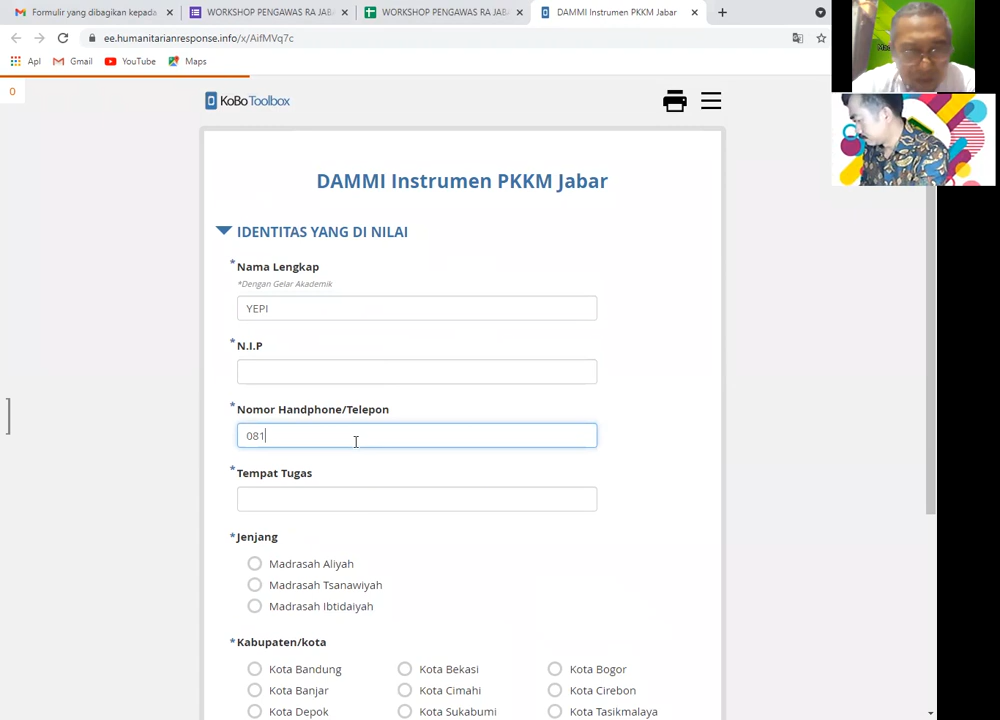 Formulir yang dibagikan kepada
WORKSHOP PENGAWAS RA JABA
WORKSHOP PENGAWAS RA JABA
DAMMI Instrumen PKKM Jabar
ee.humanitarianresponse.info/x/AifMVq7c
Apl
Gmail
YouTube
Maps
0
KoBoToolbox
DAMMI Instrumen PKKM Jabar
IDENTITAS YANG DI NILAI
*Nama Lengkap
*Dengan Gelar Akademik
YEPI
*N.I.P
*Nomor Handphone/Telepon
081
*Tempat Tugas
*Jenjang
Madrasah Aliyah
Madrasah Tsanawiyah
Madrasah Ibtidaiyah
*Kabupaten/kota
Kota Bandung Kota Bekasi Kota Bogor
Kota Banjar Kota Cimahi Kota Cirebon
Kota Depok Kota Sukabumi Kota Tasikmalaya